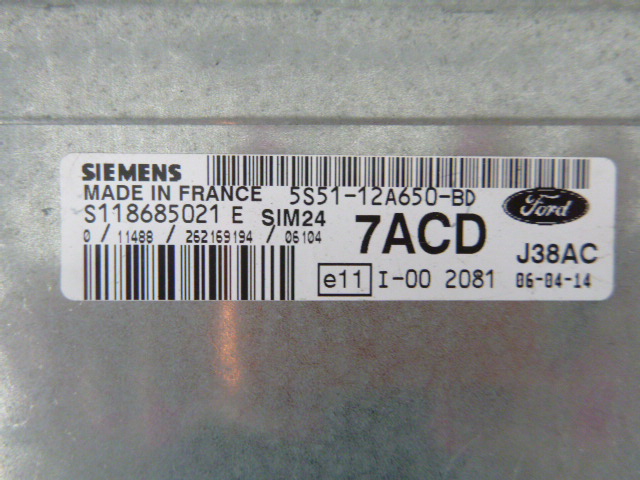 SIEMENS
MADE IN FRANCE 5S51-12A650-BD
S118685021 E SIM24
Ford
0 / 11488 / 262169194 / 06104
7ACD
J38AC
e11 I-00 2081 06-04-14